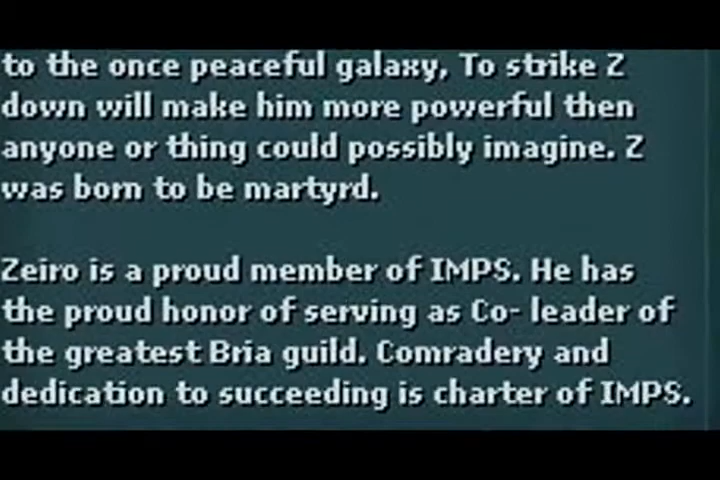 to the once peaceful galaxy, To strike Z
down will make him more powerful then
anyone or thing could possibly imagine. Z
was born to be martyrd.
Zeiro is a proud member of IMPS. He has
the proud honor of serving as Co- leader of
the greatest Bria guild. Comradery and
dedication to succeeding is charter of IMPS.